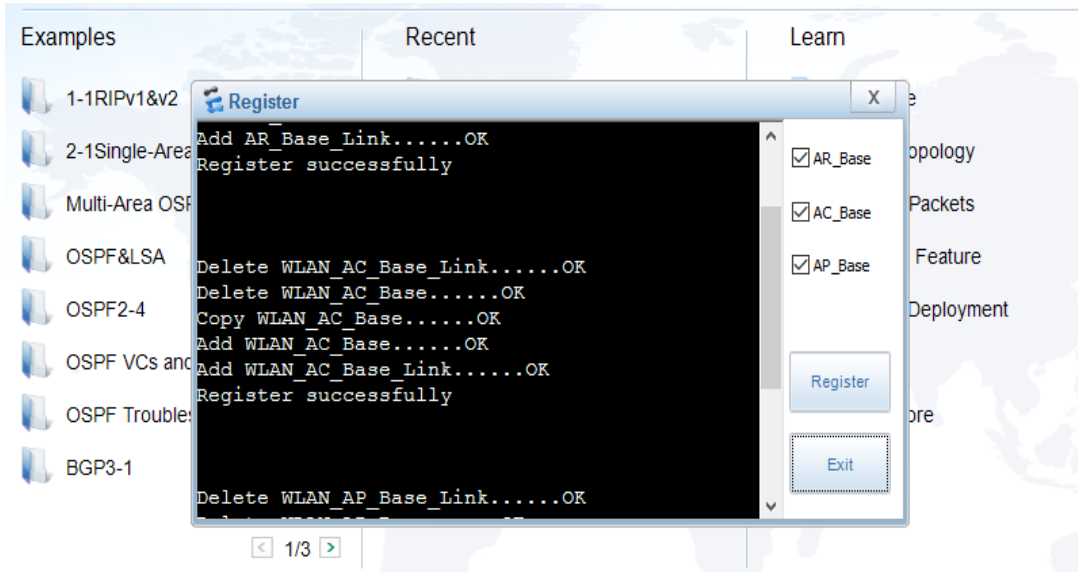 Examples
Recent
Learn
1-1RIPv1&v2
2-1Single-Area
Multi-Area OSP
OSPF&LSA
OSPF2-4
OSPF VCs and
OSPF Trouble
BGP3-1
1/3
Register
X
Add AR_Base_Link......OK
Register successfully
Delete WLAN_AC_Base_Link......OK
Delete WLAN_AC_Base......OK
Copy WLAN_AC_Base......OK
Add WLAN_AC_Base......OK
Add WLAN_AC_Base_Link......OK
Register successfully
Delete WLAN_AP_Base_Link......OK
AR_Base
AC_Base
AP_Base
Register
Exit
opology
Packets
Feature
Deployment